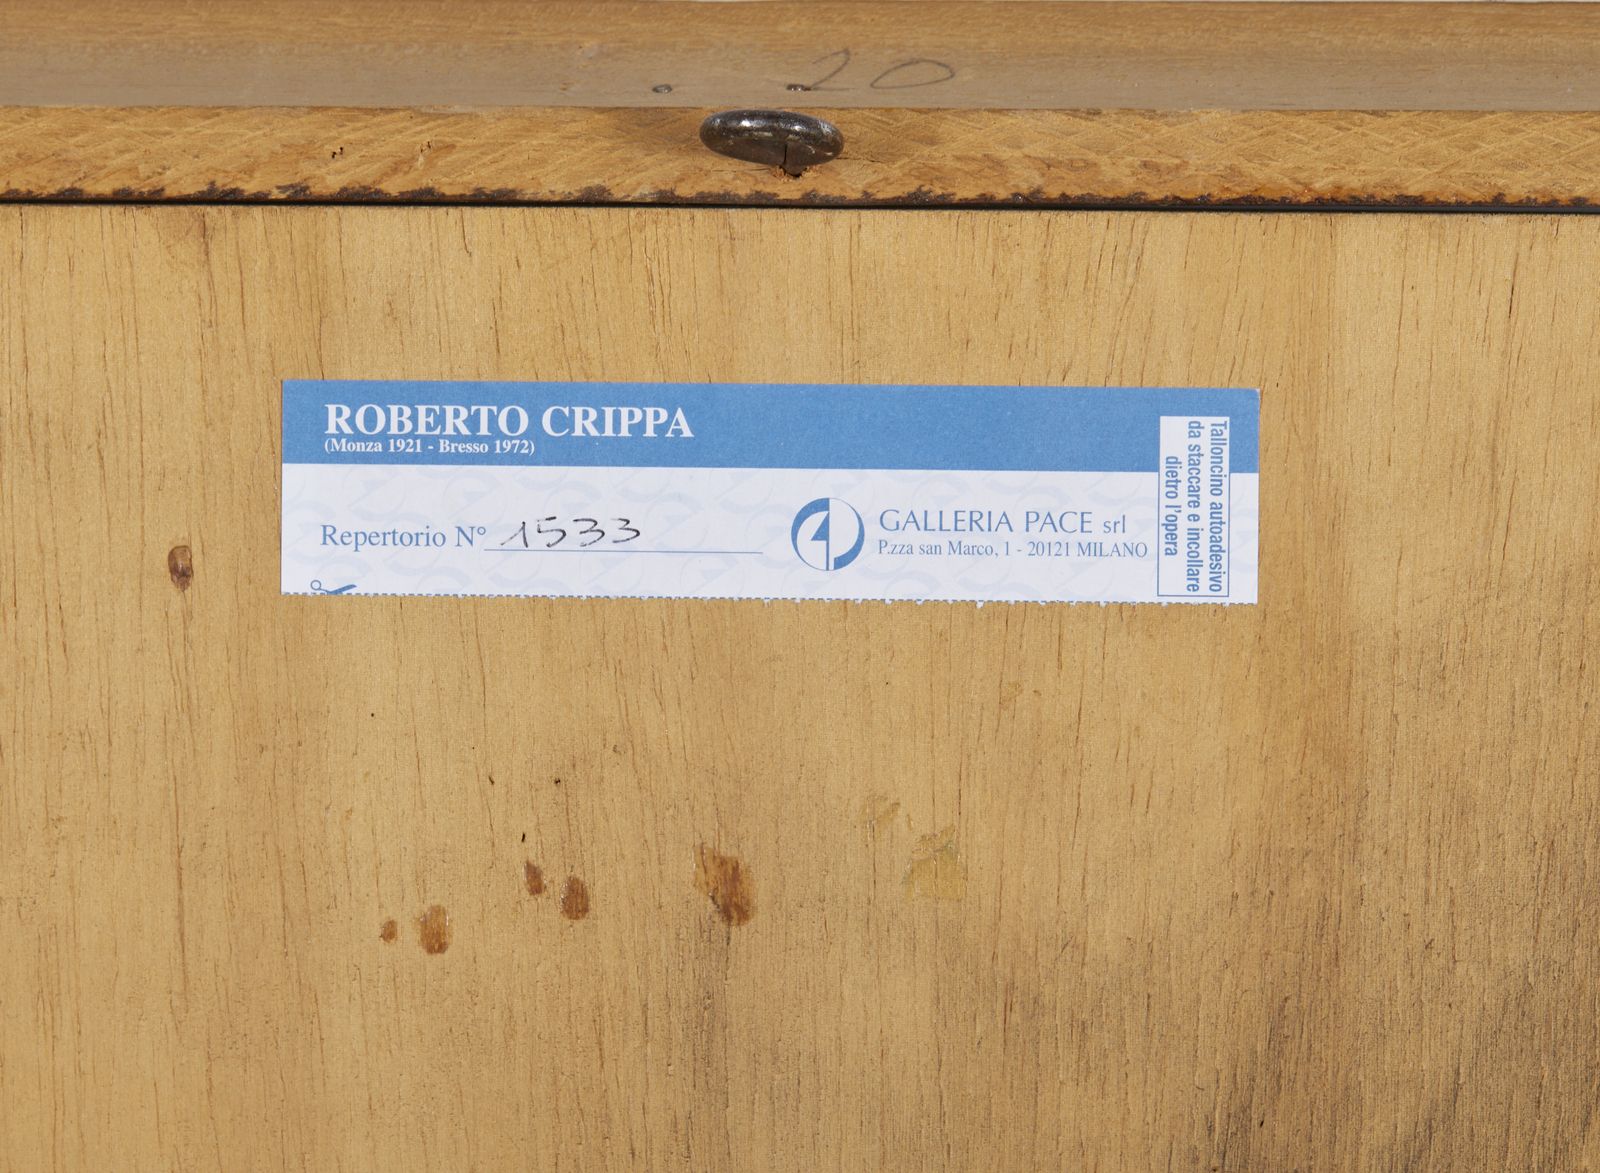 20
ROBERTO CRIPPA
(Monza 1921 - Bresso 1972)
Repertorio N° 1533
GALLERIA PACE srl
P.zza san Marco, 1 - 20121 MILANO
Talloncino autoadesivo
da staccare e incollare
dietro l'opera